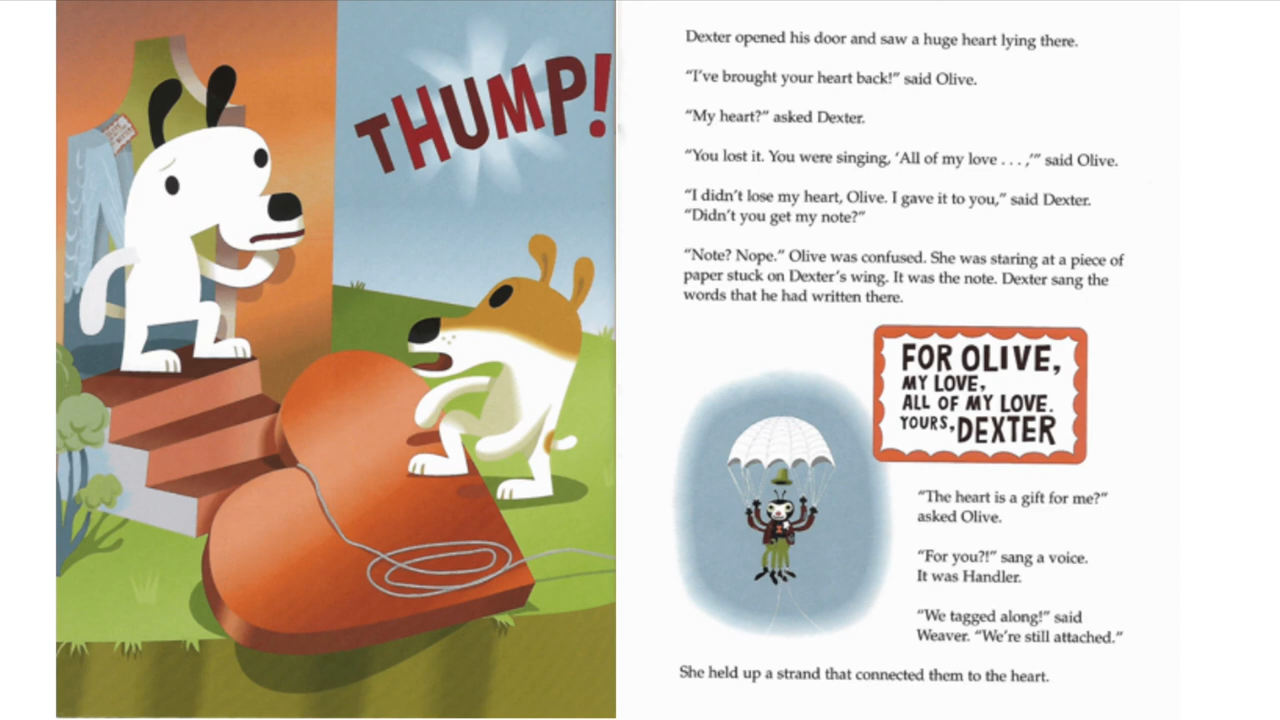 THUMP!
Dexter opened his door and saw a huge heart lying there.
“I’ve brought your heart back!” said Olive.
“My heart?” asked Dexter.
“You lost it. You were singing, ‘All of my love . . . ,’” said Olive.
“I didn’t lose my heart, Olive. I gave it to you,” said Dexter.
“Didn’t you get my note?”
“Note? Nope.” Olive was confused. She was staring at a piece of
paper stuck on Dexter’s wing. It was the note. Dexter sang the
words that he had written there.
FOR OLIVE,
MY LOVE,
ALL OF MY LOVE.
YOURS, DEXTER
“The heart is a gift for me?”
asked Olive.
“For you?!” sang a voice.
It was Handler.
“We tagged along!” said
Weaver. “We’re still attached.”
She held up a strand that connected them to the heart.